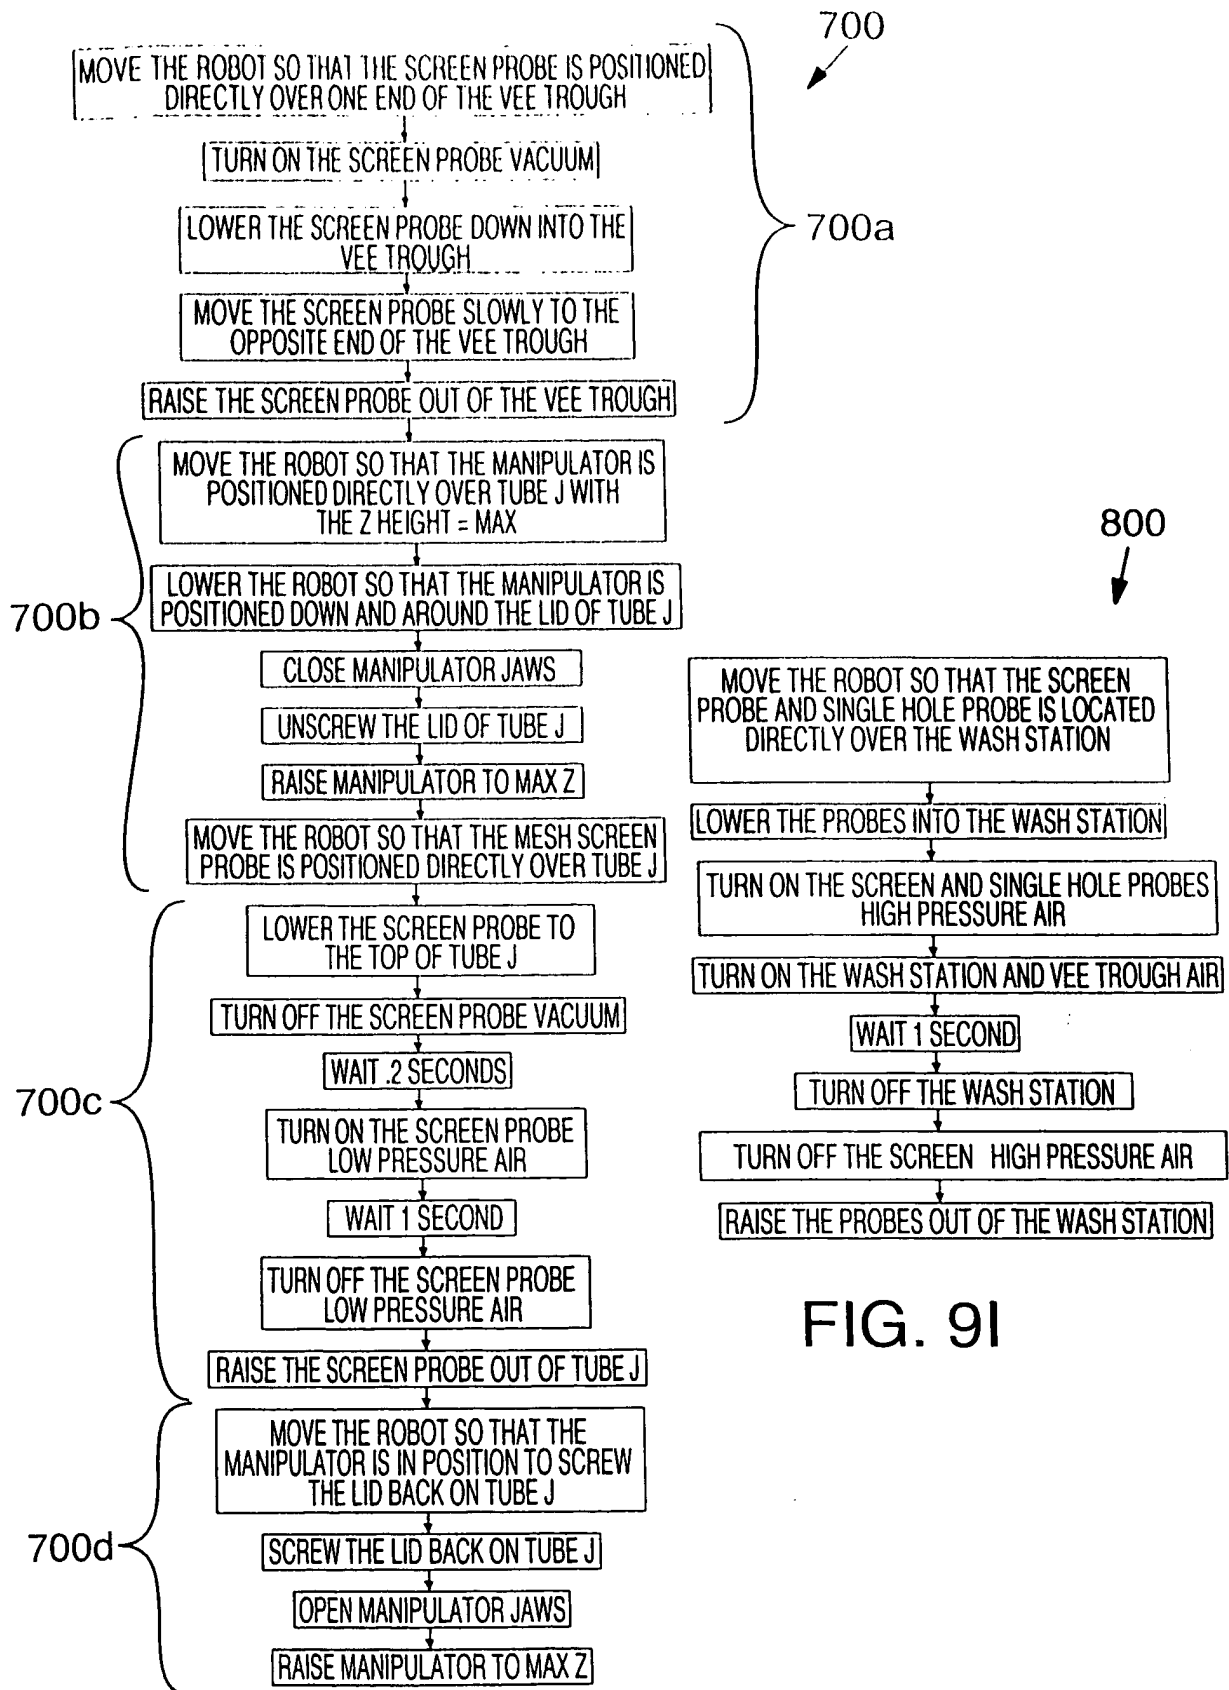 700
MOVE THE ROBOT SO THAT THE SCREEN PROBE IS POSITIONED
DIRECTLY OVER ONE END OF THE VEE TROUGH
TURN ON THE SCREEN PROBE VACUUM
LOWER THE SCREEN PROBE DOWN INTO THE
VEE TROUGH
MOVE THE SCREEN PROBE SLOWLY TO THE
OPPOSITE END OF THE VEE TROUGH
RAISE THE SCREEN PROBE OUT OF THE VEE TROUGH
700a
MOVE THE ROBOT SO THAT THE MANIPULATOR IS
POSITIONED DIRECTLY OVER TUBE J WITH
THE Z HEIGHT = MAX
LOWER THE ROBOT SO THAT THE MANIPULATOR IS
POSITIONED DOWN AND AROUND THE LID OF TUBE J
CLOSE MANIPULATOR JAWS
UNSCREW THE LID OF TUBE J
RAISE MANIPULATOR TO MAX Z
MOVE THE ROBOT SO THAT THE MESH SCREEN
PROBE IS POSITIONED DIRECTLY OVER TUBE J
700b
LOWER THE SCREEN PROBE TO
THE TOP OF TUBE J
TURN OFF THE SCREEN PROBE VACUUM
WAIT .2 SECONDS
TURN ON THE SCREEN PROBE
LOW PRESSURE AIR
WAIT 1 SECOND
TURN OFF THE SCREEN PROBE
LOW PRESSURE AIR
RAISE THE SCREEN PROBE OUT OF TUBE J
700c
MOVE THE ROBOT SO THAT THE
MANIPULATOR IS IN POSITION TO SCREW
THE LID BACK ON TUBE J
SCREW THE LID BACK ON TUBE J
OPEN MANIPULATOR JAWS
RAISE MANIPULATOR TO MAX Z
700d
800
MOVE THE ROBOT SO THAT THE SCREEN
PROBE AND SINGLE HOLE PROBE IS LOCATED
DIRECTLY OVER THE WASH STATION
LOWER THE PROBES INTO THE WASH STATION
TURN ON THE SCREEN AND SINGLE HOLE PROBES
HIGH PRESSURE AIR
TURN ON THE WASH STATION AND VEE TROUGH AIR
WAIT 1 SECOND
TURN OFF THE WASH STATION
TURN OFF THE SCREEN HIGH PRESSURE AIR
RAISE THE PROBES OUT OF THE WASH STATION
FIG. 9I